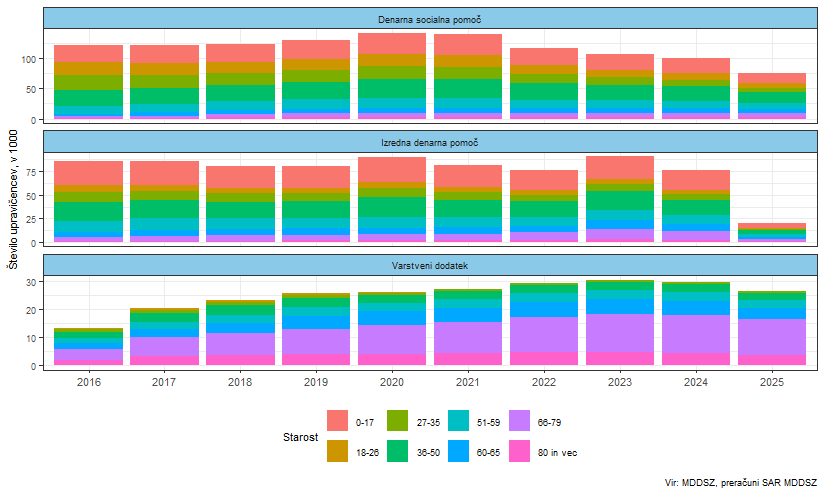 Denarna socialna pomoč
100
50
0
Izredna denarna pomoč
75
50
25
0
Varstveni dodatek
30
20
10
0
Število upravičencev, v 1000
2016 2017 2018 2019 2020 2021 2022 2023 2024 2025
Starost
0-17 27-35 51-59 66-79
18-26 36-50 60-65 80 in vec
Vir: MDDSZ, preračuni SAR MDDSZ